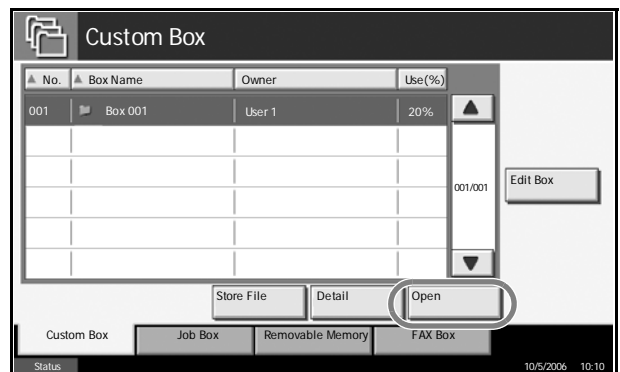 Custom Box
No. Box Name Owner Use(%)
001 Box 001 User 1 20%
001/001
Edit Box
Store File Detail Open
Custom Box Job Box Removable Memory FAX Box
Status 10/5/2006 10:10